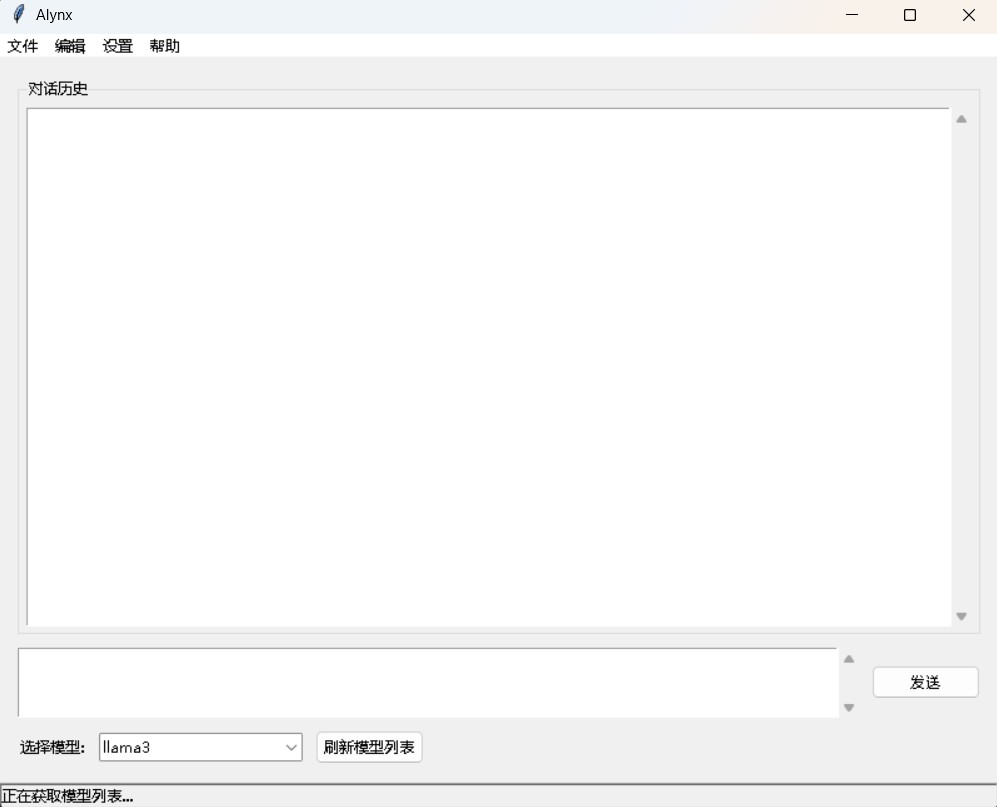 Alynx
文件 编辑 设置 帮助
对话历史
发送
选择模型: llama3 刷新模型列表
正在获取模型列表...